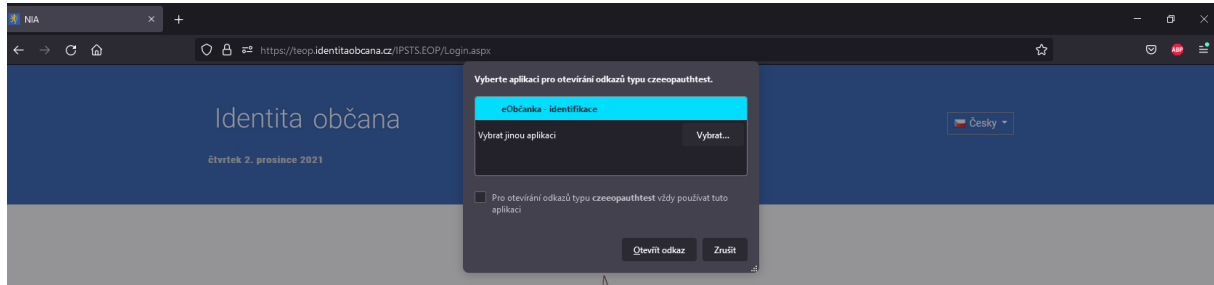 NIA
https://teop.identitaobcana.cz/IPSTS.EOP/Login.aspx
ABP
Vyberte aplikaci pro otevírání odkazů typu czeeopauthtest.
eObčanka - identifikace
Vybrat jinou aplikaci
Vybrat...
Pro otevírání odkazů typu czeeopauthtest vždy používat tuto
aplikaci
Otevřít odkaz
Zrušit
Identita občana
čtvrtek 2. prosince 2021
Česky